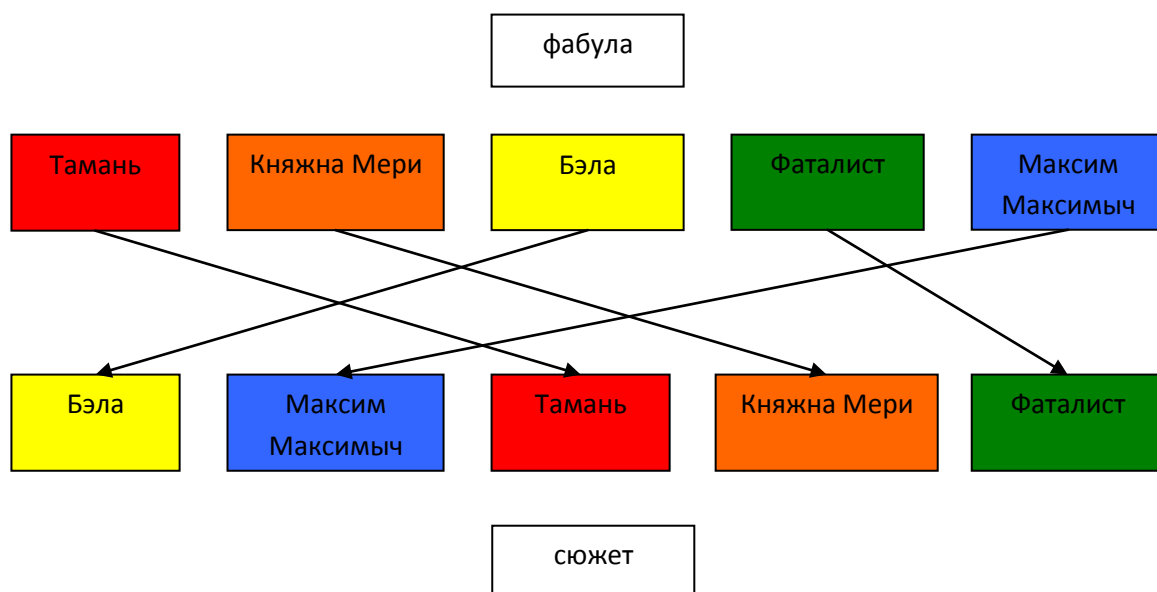 фабула
Тамань
Княжна Мери
Бэла
Фаталист
Максим
Максимыч
Бэла
Максим
Максимыч
Тамань
Княжна Мери
Фаталист
сюжет